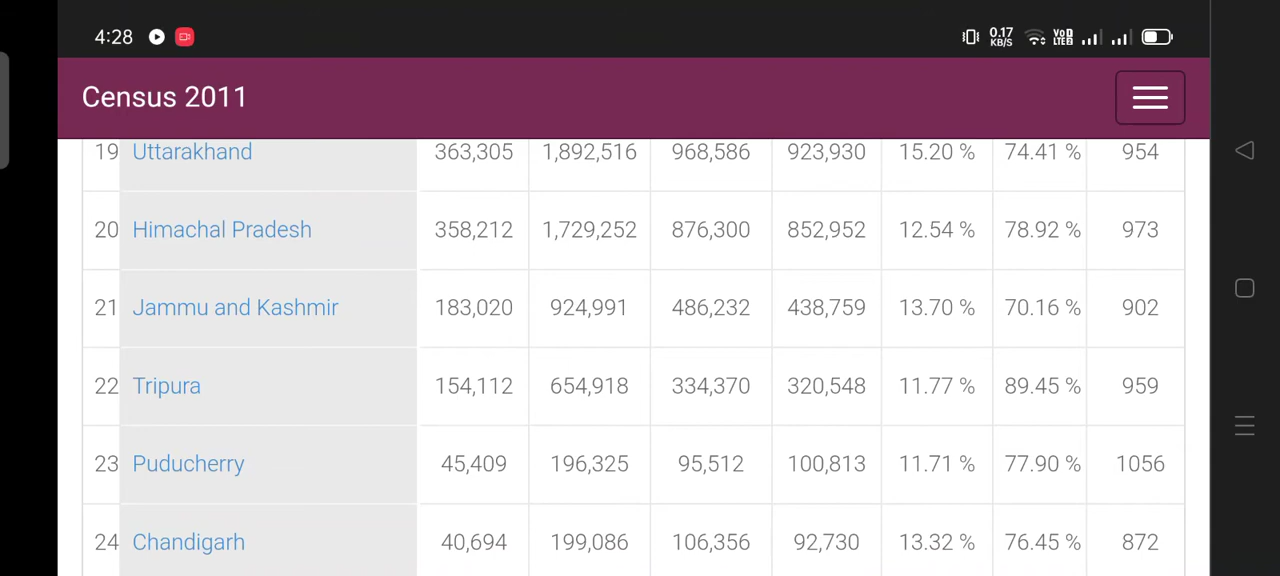 4:28 0.17 KB/S VoD LTE2
Census 2011
19 Uttarakhand 363,305 1,892,516 968,586 923,930 15.20 % 74.41 % 954
20 Himachal Pradesh 358,212 1,729,252 876,300 852,952 12.54 % 78.92 % 973
21 Jammu and Kashmir 183,020 924,991 486,232 438,759 13.70 % 70.16 % 902
22 Tripura 154,112 654,918 334,370 320,548 11.77 % 89.45 % 959
23 Puducherry 45,409 196,325 95,512 100,813 11.71 % 77.90 % 1056
24 Chandigarh 40,694 199,086 106,356 92,730 13.32 % 76.45 % 872